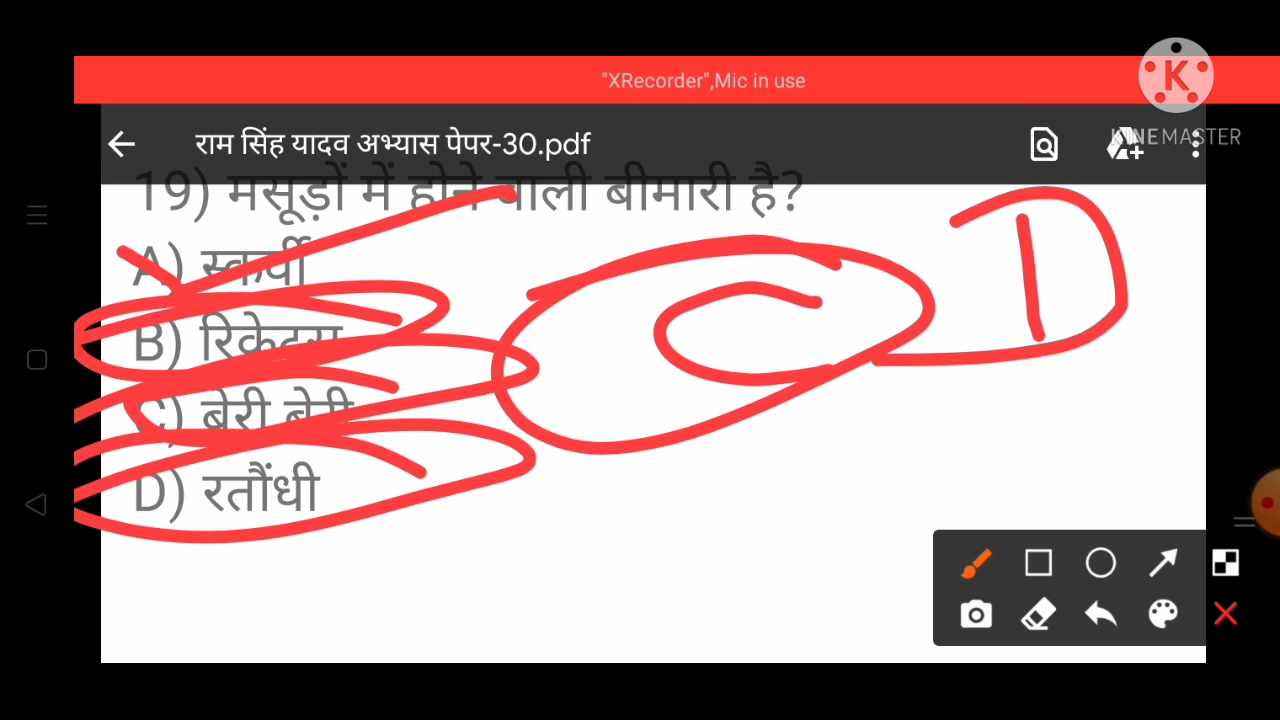 "XRecorder",Mic in use
K
KINEMASTER
राम सिंह यादव अभ्यास पेपर-30.pdf
19) मसूड़ों में होने वाली बीमारी है?
A) स्कर्वी
B) रिकेट्स
C) बेरी बेरी
D) रतौंधी
C
D